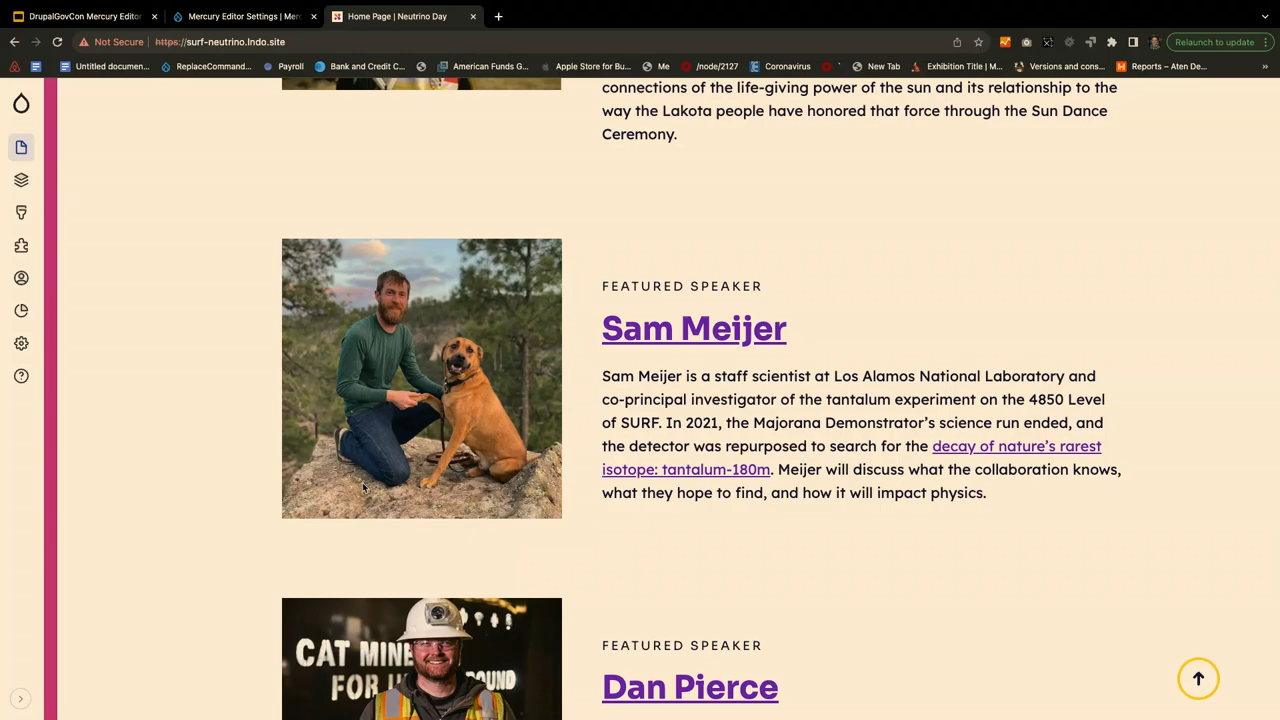 DrupalGovCon Mercury Editor
Mercury Editor Settings | Merc
Home Page | Neutrino Day
Not Secure
https://surf-neutrino.lndo.site
Relaunch to update
Untitled documen...
ReplaceCommand...
Payroll
Bank and Credit C...
American Funds G...
Apple Store for Bu...
Me
/node/2127
Coronavirus
New Tab
Exhibition Title | M...
Versions and cons...
Reports – Aten De...
»
connections of the life-giving power of the sun and its relationship to the
way the Lakota people have honored that force through the Sun Dance
Ceremony.
FEATURED SPEAKER
Sam Meijer
Sam Meijer is a staff scientist at Los Alamos National Laboratory and
co-principal investigator of the tantalum experiment on the 4850 Level
of SURF. In 2021, the Majorana Demonstrator’s science run ended, and
the detector was repurposed to search for the decay of nature’s rarest
isotope: tantalum-180m. Meijer will discuss what the collaboration knows,
what they hope to find, and how it will impact physics.
CAT MINE
FOR U
OUND
FEATURED SPEAKER
Dan Pierce